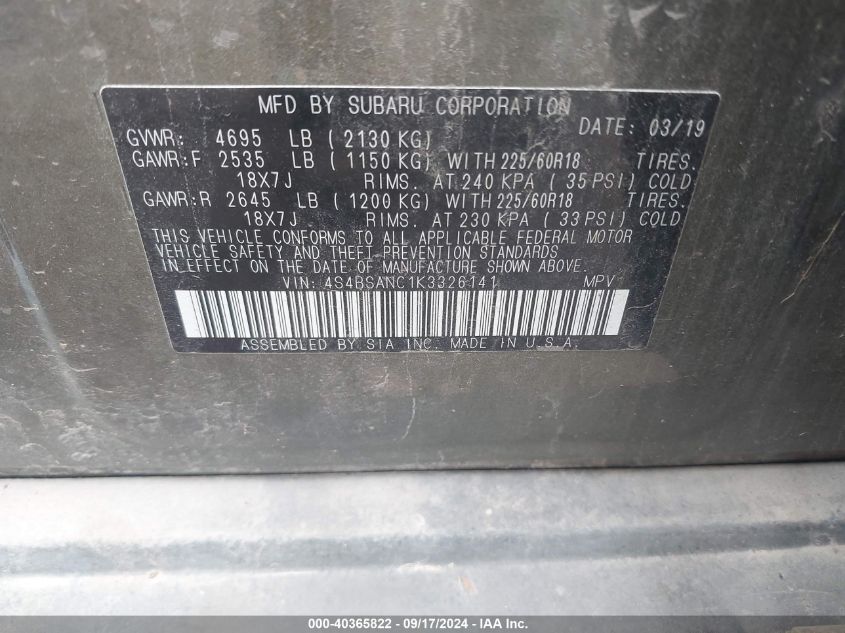 MFD BY SUBARU CORPORATION
DATE: 03/19
GVWR: 4695 LB ( 2130 KG)
GAWR:F 2535 LB ( 1150 KG) WITH 225/60R18 TIRES.
18X7J RIMS. AT 240 KPA ( 35 PSI) COLD
GAWR:R 2645 LB ( 1200 KG) WITH 225/60R18 TIRES.
18X7J RIMS. AT 230 KPA ( 33 PSI) COLD
THIS VEHICLE CONFORMS TO ALL APPLICABLE FEDERAL MOTOR
VEHICLE SAFETY AND THEFT PREVENTION STANDARDS
IN EFFECT ON THE DATE OF MANUFACTURE SHOWN ABOVE.
VIN: 4S4BSANC1K3326141 MPV
ASSEMBLED BY SIA INC. MADE IN U.S.A.
000-40365822 - 09/17/2024 - IAA Inc.